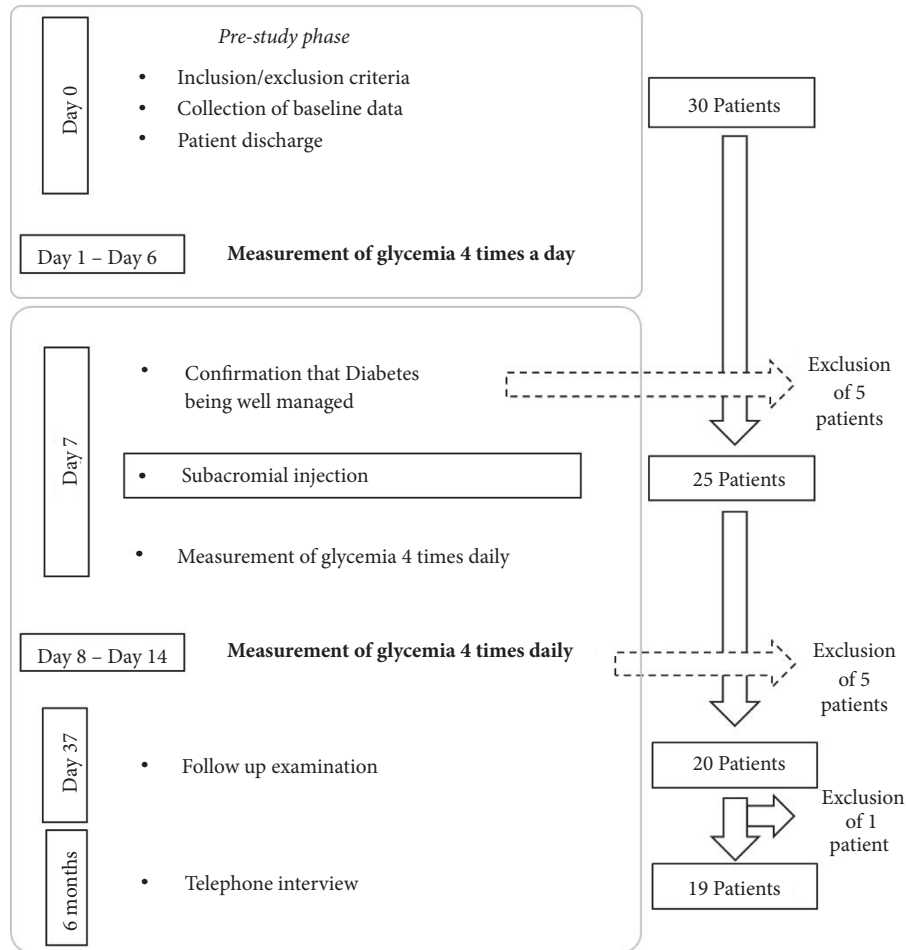 Pre-study phase
Day 0
• Inclusion/exclusion criteria
• Collection of baseline data
• Patient discharge
30 Patients
Day 1 – Day 6
Measurement of glycemia 4 times a day
Day 7
• Confirmation that Diabetes
being well managed
Exclusion
of 5
patients
• Subacromial injection
25 Patients
• Measurement of glycemia 4 times daily
Day 8 – Day 14
Measurement of glycemia 4 times daily
Exclusion
of 5
patients
Day 37
• Follow up examination
20 Patients
Exclusion
of 1
patient
6 months
• Telephone interview
19 Patients